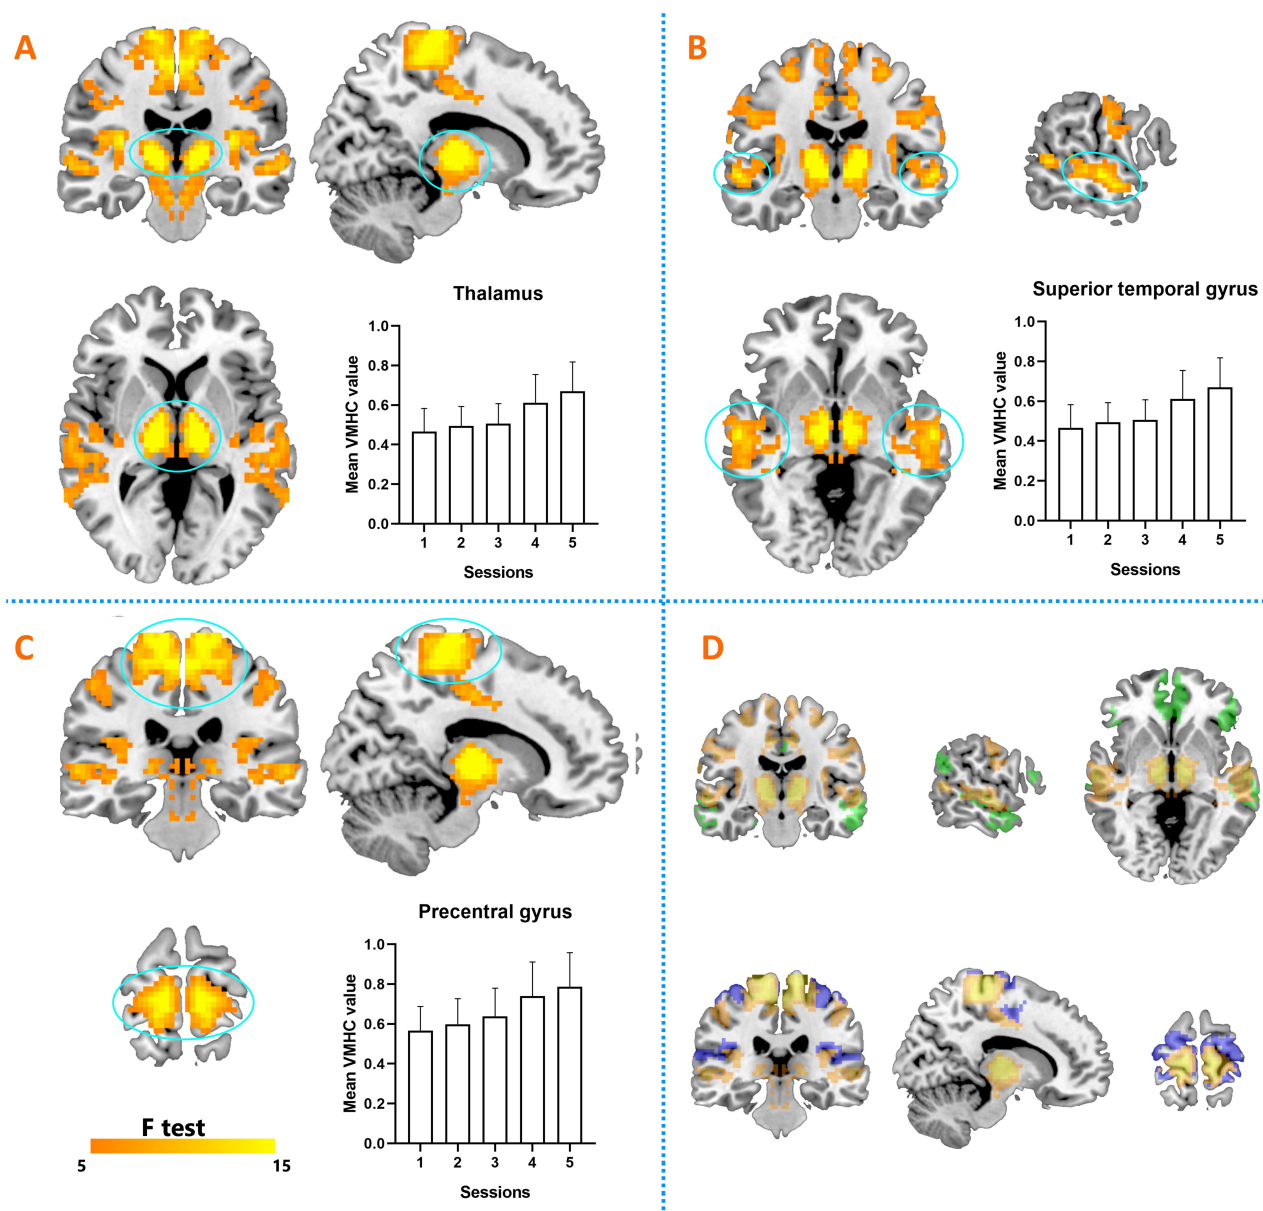 A
B
Thalamus
Mean VMHC value
1.0
0.8
0.6
0.4
0.2
0.0
1 2 3 4 5
Sessions
Superior temporal gyrus
Mean VMHC value
1.0
0.8
0.6
0.4
0.2
0.0
1 2 3 4 5
Sessions
C
D
Precentral gyrus
Mean VMHC value
1.0
0.8
0.6
0.4
0.2
0.0
1 2 3 4 5
Sessions
F test
5 15